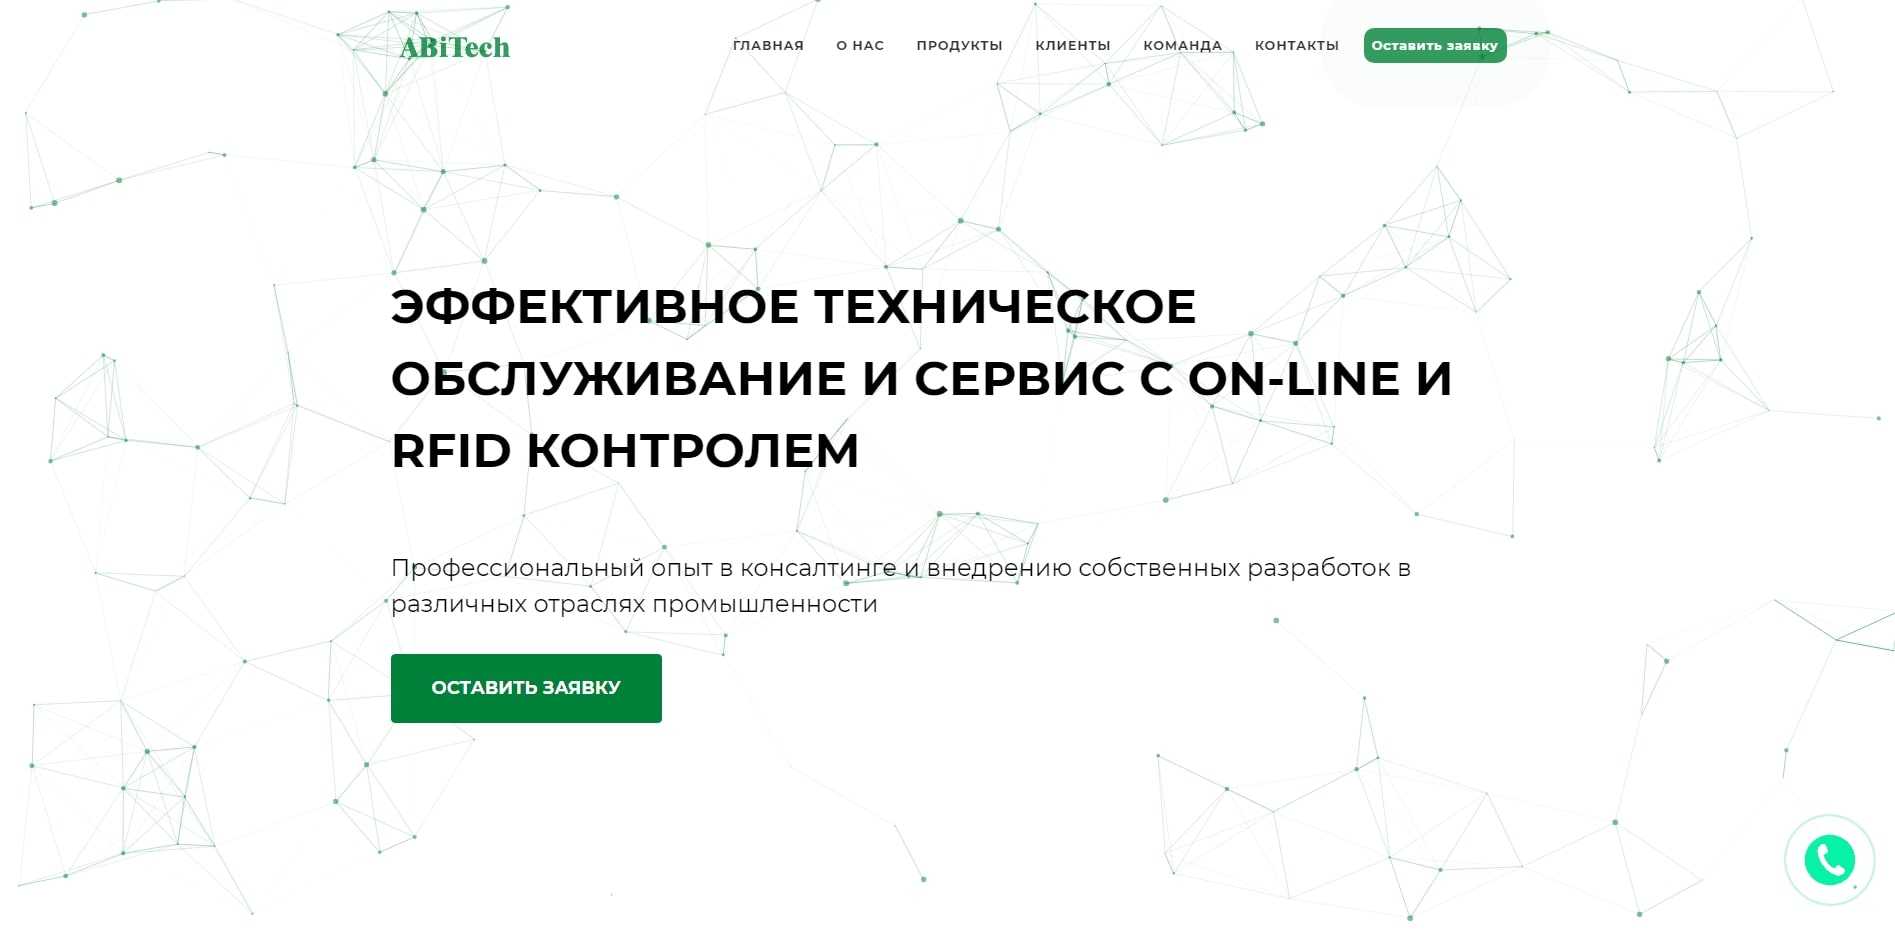 ABiTech
ГЛАВНАЯ О НАС ПРОДУКТЫ КЛИЕНТЫ КОМАНДА КОНТАКТЫ Оставить заявку
ЭФФЕКТИВНОЕ ТЕХНИЧЕСКОЕ
ОБСЛУЖИВАНИЕ И СЕРВИС С ON-LINE И
RFID КОНТРОЛЕМ
Профессиональный опыт в консалтинге и внедрению собственных разработок в
различных отраслях промышленности
ОСТАВИТЬ ЗАЯВКУ